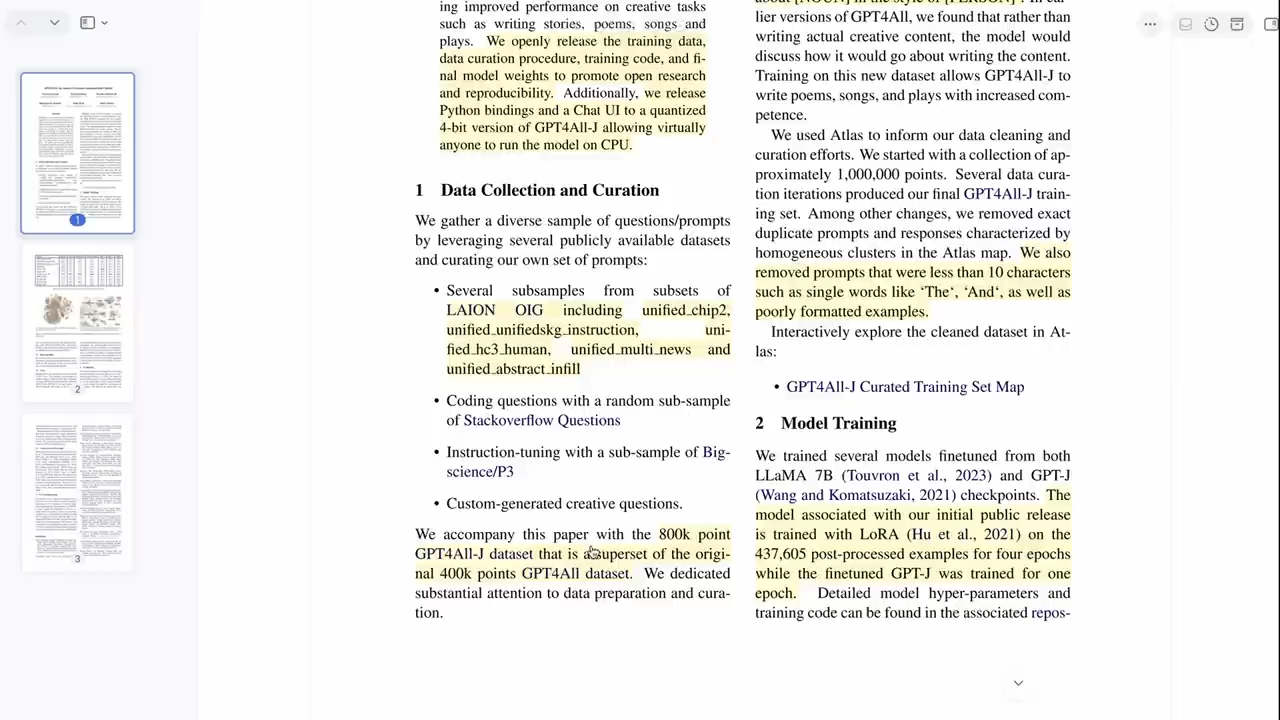 ing improved performance on creative tasks
such as writing stories, poems, songs and
plays. We openly release the training data,
data curation procedure, training code, and fi-
nal model weights to promote open research
and reproducibility. Additionally, we release
Python bindings and a Chat UI to a quantized
4-bit version of GPT4All-J allowing virtually
anyone to run the model on CPU.
1 Data Collection and Curation
We gather a diverse sample of questions/prompts
by leveraging several publicly available datasets
and curating our own set of prompts:
• Several subsamples from subsets of
LAION OIG, including unified_chip2,
unified_unifiedskg_instruction, uni-
unified_multi_news and
• Coding questions with a random sub-sample
of Stackoverflow Questions
• Instruction-tuning with a sub-sample of Big-
science/P3
Custom-generated creative questions.
We accompany this paper with the 800k point
GPT4All-J dataset that is a superset of the origi-
nal 400k points GPT4All dataset. We dedicated
substantial attention to data preparation and cura-
tion.
about [NOUN] in the style of [PERSON]". In ear-
lier versions of GPT4All, we found that rather than
writing actual creative content, the model would
discuss how it would go about writing the content.
Training on this new dataset allows GPT4All-J to
write poems, songs, and plays with increased com-
petence.
We used Atlas to inform our data cleaning and
curation efforts. We started with a collection of ap-
proximately 1,000,000 points. Several data cura-
tion iterations produced our final GPT4All-J train-
ing set. Among other changes, we removed exact
duplicate prompts and responses characterized by
homogeneous clusters in the Atlas map. We also
removed prompts that were less than 10 characters
such as single words like ‘The‘, ‘And‘, as well as
poorly formatted examples.
Interactively explore the cleaned dataset in At-
las:
• GPT4All-J Curated Training Set Map
2 Model Training
We trained several models finetuned from both
LLaMA 7B (Touvron et al., 2023) and GPT-J
(Wang and Komatsuzaki, 2021) checkpoints. The
model associated with our initial public release
is trained with LoRA (Hu et al., 2021) on the
437,605 post-processed examples for four epochs
while the finetuned GPT-J was trained for one
epoch. Detailed model hyper-parameters and
training code can be found in the associated repos-
1
2
3